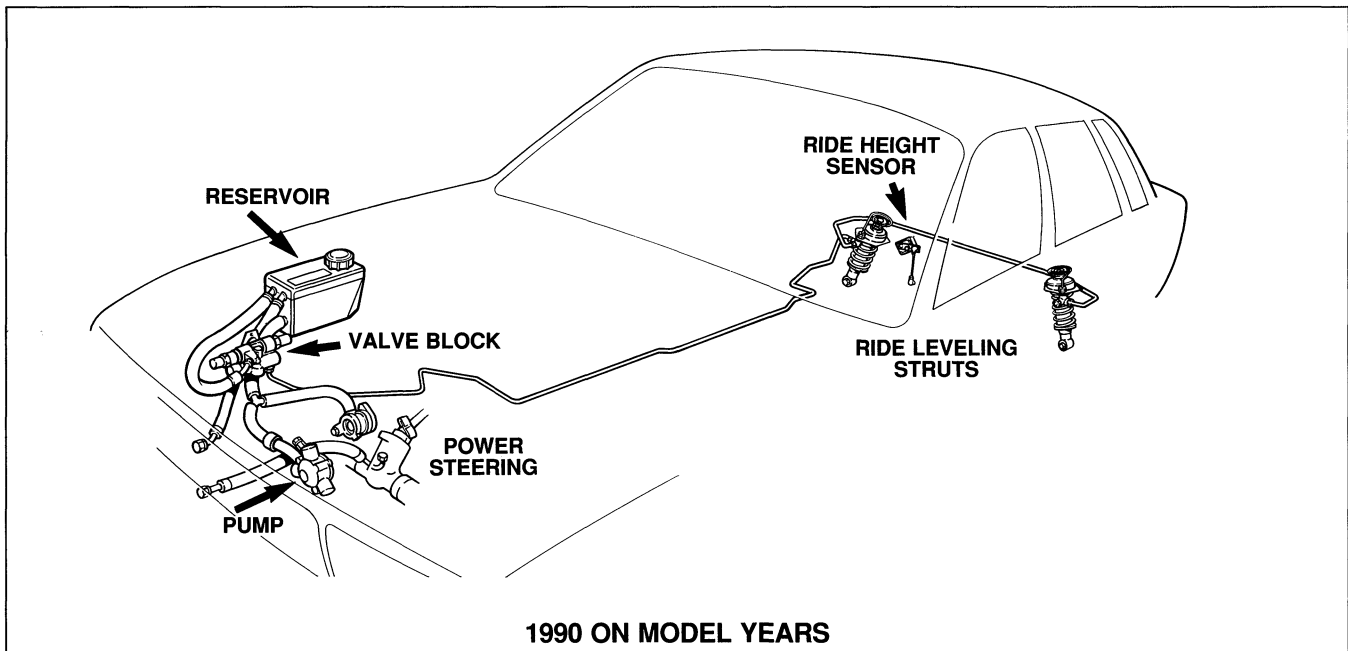 RIDE HEIGHT
SENSOR
RESERVOIR
VALVE BLOCK
RIDE LEVELING
STRUTS
POWER
STEERING
PUMP
1990 ON MODEL YEARS